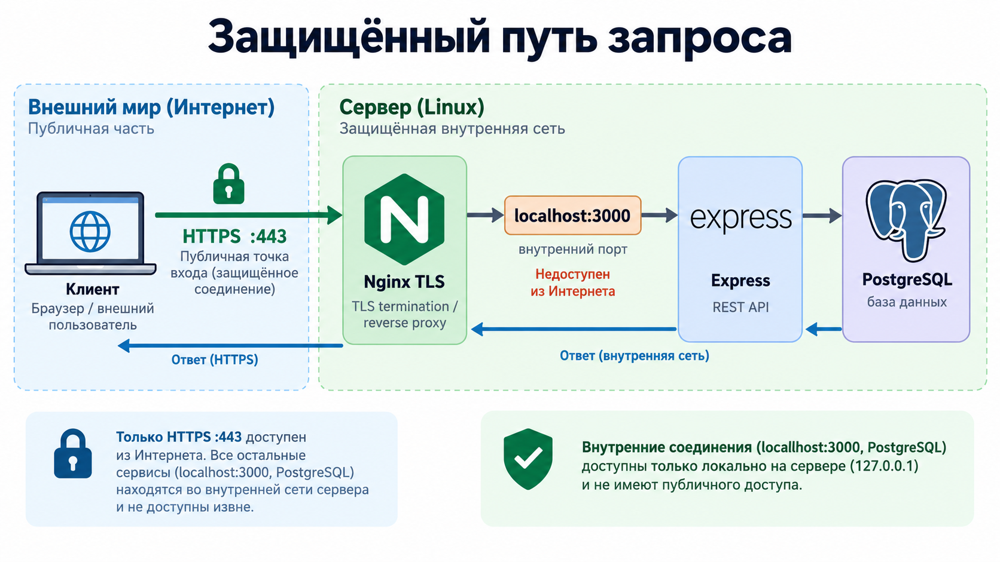 Защищённый путь запроса
Внешний мир (Интернет)
Публичная часть
HTTPS :443
Публичная точка
входа (защищённое
соединение)
Клиент
Браузер / внешний
пользователь
Ответ (HTTPS)
Сервер (Linux)
Защищённая внутренняя сеть
N
Nginx TLS
TLS termination /
reverse proxy
localhost:3000
внутренний порт
Недоступен
из Интернета
express
Express
REST API
PostgreSQL
база данных
Ответ (внутренняя сеть)
Только HTTPS :443 доступен
из Интернета. Все остальные
сервисы (localhost:3000, PostgreSQL)
находятся во внутренней сети сервера
и не доступны извне.
Внутренние соединения (locallhost:3000, PostgreSQL)
доступны только локально на сервере (127.0.0.1)
и не имеют публичного доступа.